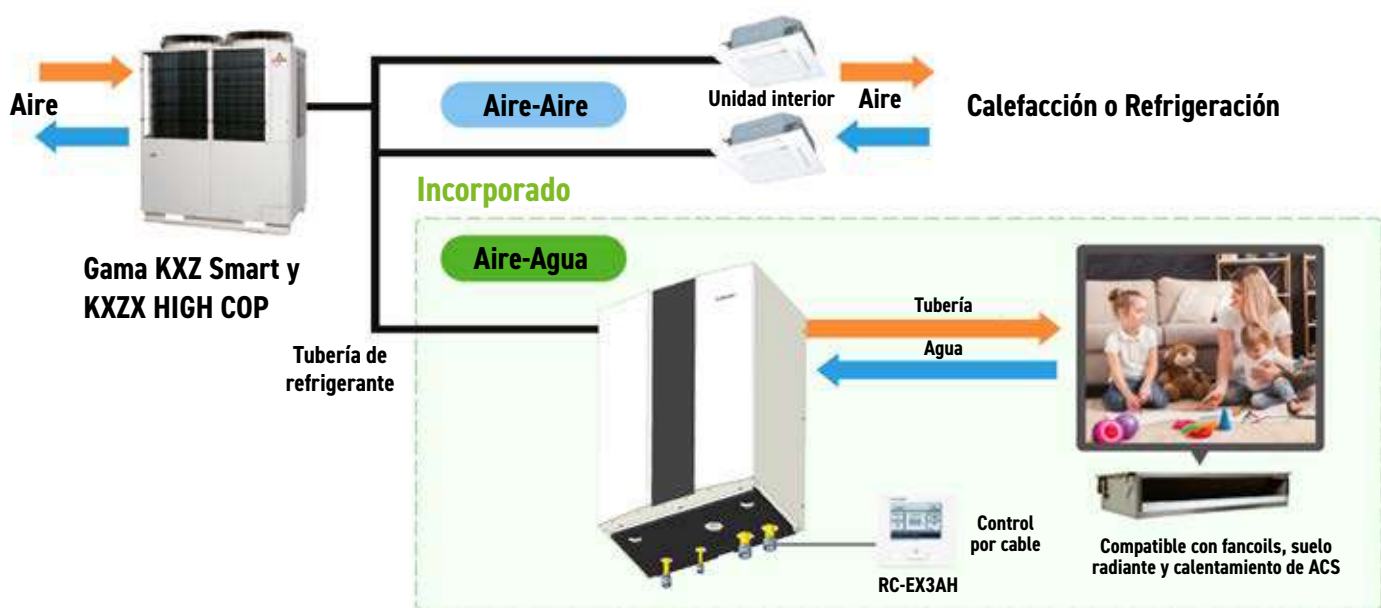 Aire
Aire-Aire
Unidad interior
Aire
Calefacción o Refrigeración
Incorporado
Gama KXZ Smart y
KXZX HIGH COP
Aire-Agua
Tubería de
refrigerante
Tubería
Agua
Control
por cable
RC-EX3AH
Compatible con fancoils, suelo
radiante y calentamiento de ACS